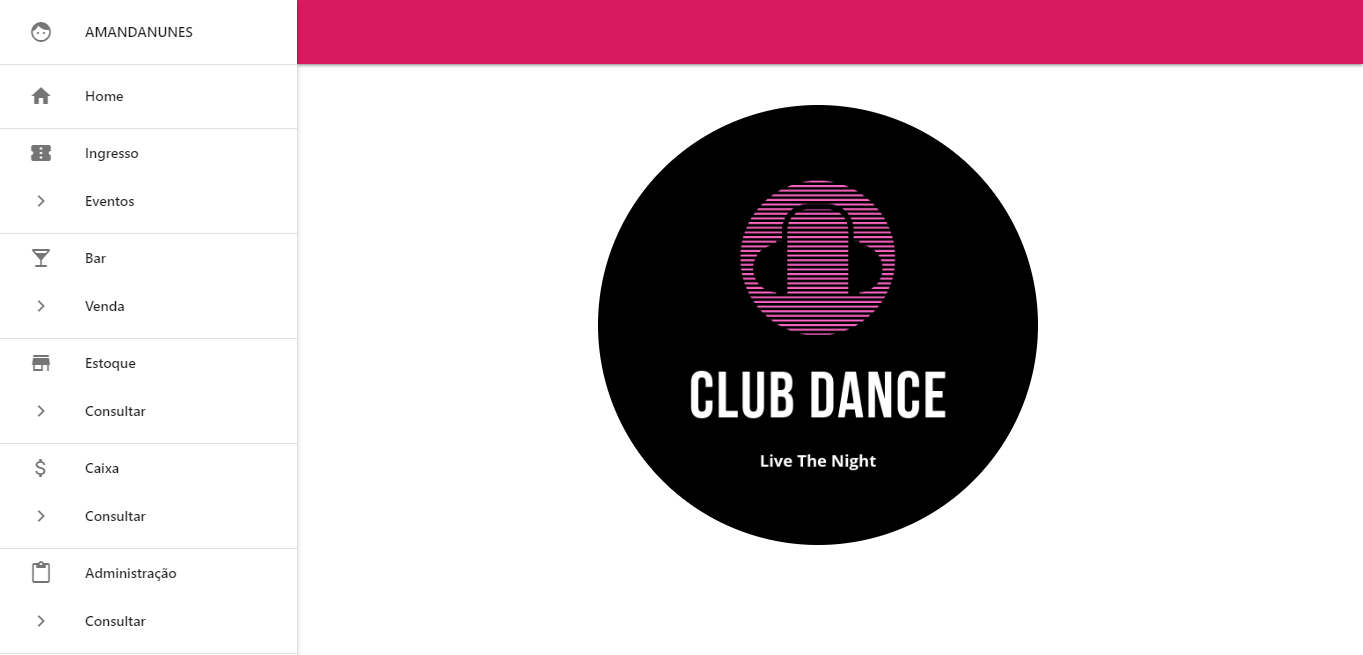 AMANDANUNES
Home
Ingresso
Eventos
Bar
Venda
Estoque
Consultar
Caixa
Consultar
Administração
Consultar
CLUB DANCE
Live The Night